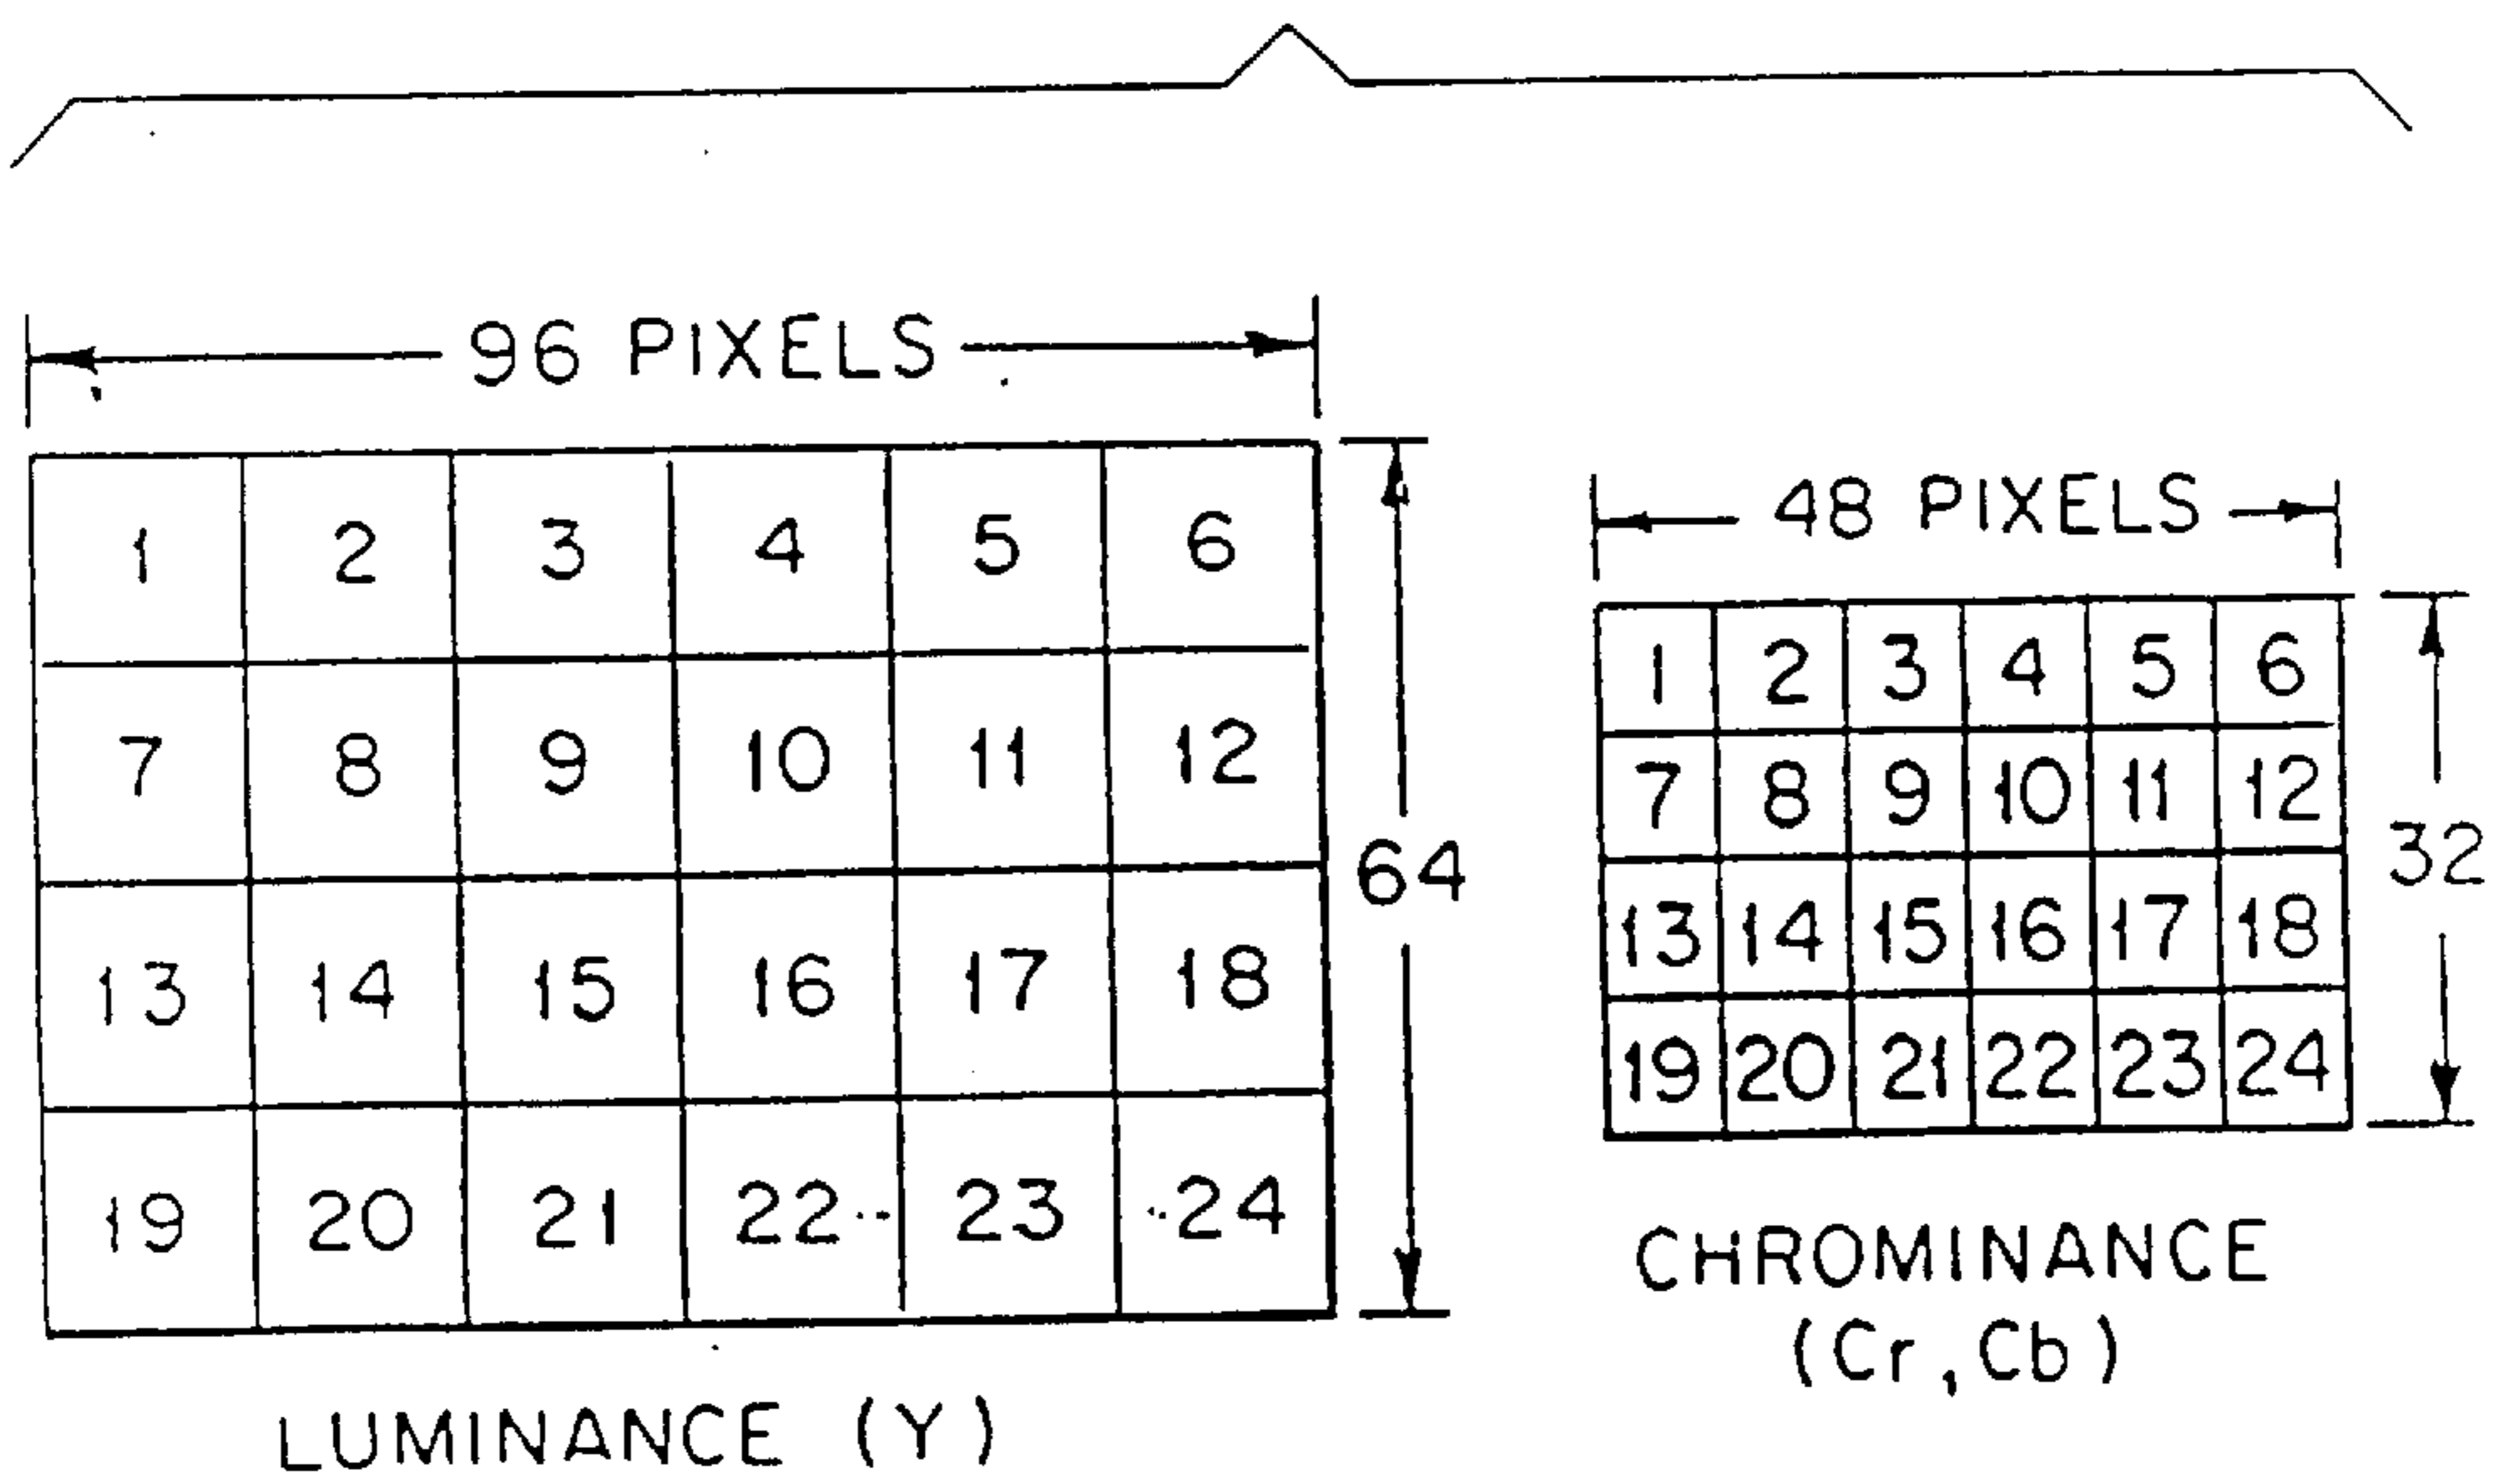 96 PIXELS
1 2 3 4 5 6
7 8 9 10 11 12
13 14 15 16 17 18
19 20 21 22 23 24
64
LUMINANCE (Y)
48 PIXELS
1 2 3 4 5 6
7 8 9 10 11 12
13 14 15 16 17 18
19 20 21 22 23 24
32
CHROMINANCE
(Cr, Cb)